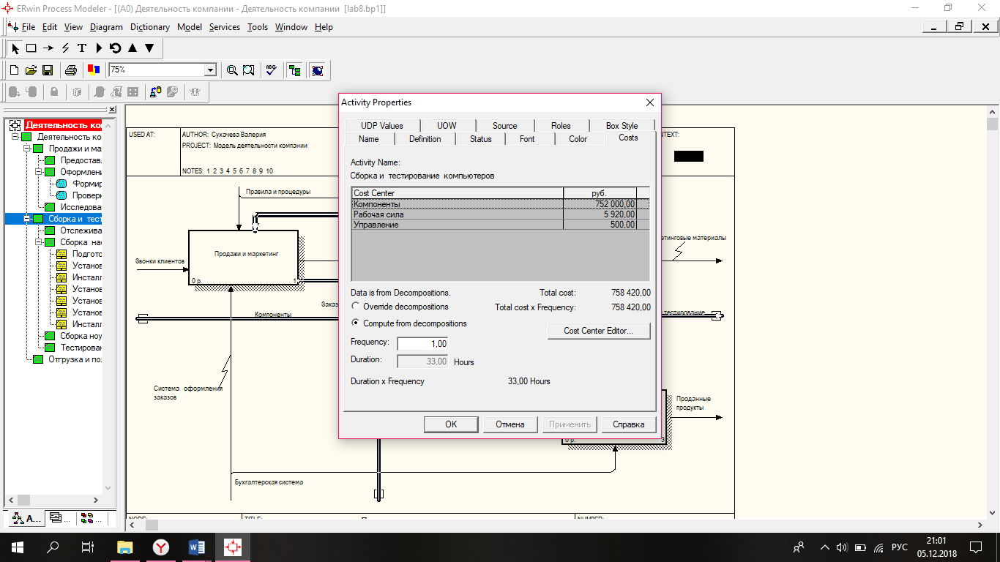 ERwin Process Modeler - [(A0) Деятельность компании - Деятельность компании [lab8.bp1]]
File Edit View Diagram Dictionary Model Services Tools Window Help
75%
Деятельность ко
Деятельность ко
Продажи и ма
Предостав
Оформлени
Формир
Проверк
Исследова
Сборка и тест
Отслежива
Сборка нас
Подгото
Установ
Инсталл
Установ
Установ
Установ
Инсталл
Сборка ноу
Тестирован
Отгрузка и по
A...
USED AT:
AUTHOR: Сухачева Валерия
PROJECT: Модель деятельности компании
NOTES: 1 2 3 4 5 6 7 8 9 10
NTEXT:
Правила и процедуры
Звонки клиентов
Продажи и маркетинг
0 р. 1
Заказ
Компоненты
Система оформления
заказов
Бухгалтерская система
етинговые материалы
тестирование
Проданные
продукты
0 р. 3
NODE:
TITLE:
NUMBER:
Activity Properties
UDP Values UOW Source Roles Box Style
Name Definition Status Font Color Costs
Activity Name:
Сборка и тестирование компьютеров
Cost Center руб.
Компоненты 752 000,00
Рабочая сила 5 920,00
Управление 500,00
Data is from Decompositions. Total cost: 758 420,00
Override decompositions Total cost x Frequency: 758 420,00
Compute from decompositions
Cost Center Editor...
Frequency: 1,00
Duration: 33,00 Hours
Duration x Frequency 33,00 Hours
OK Отмена Применить Справка
РУС
21:01
05.12.2018